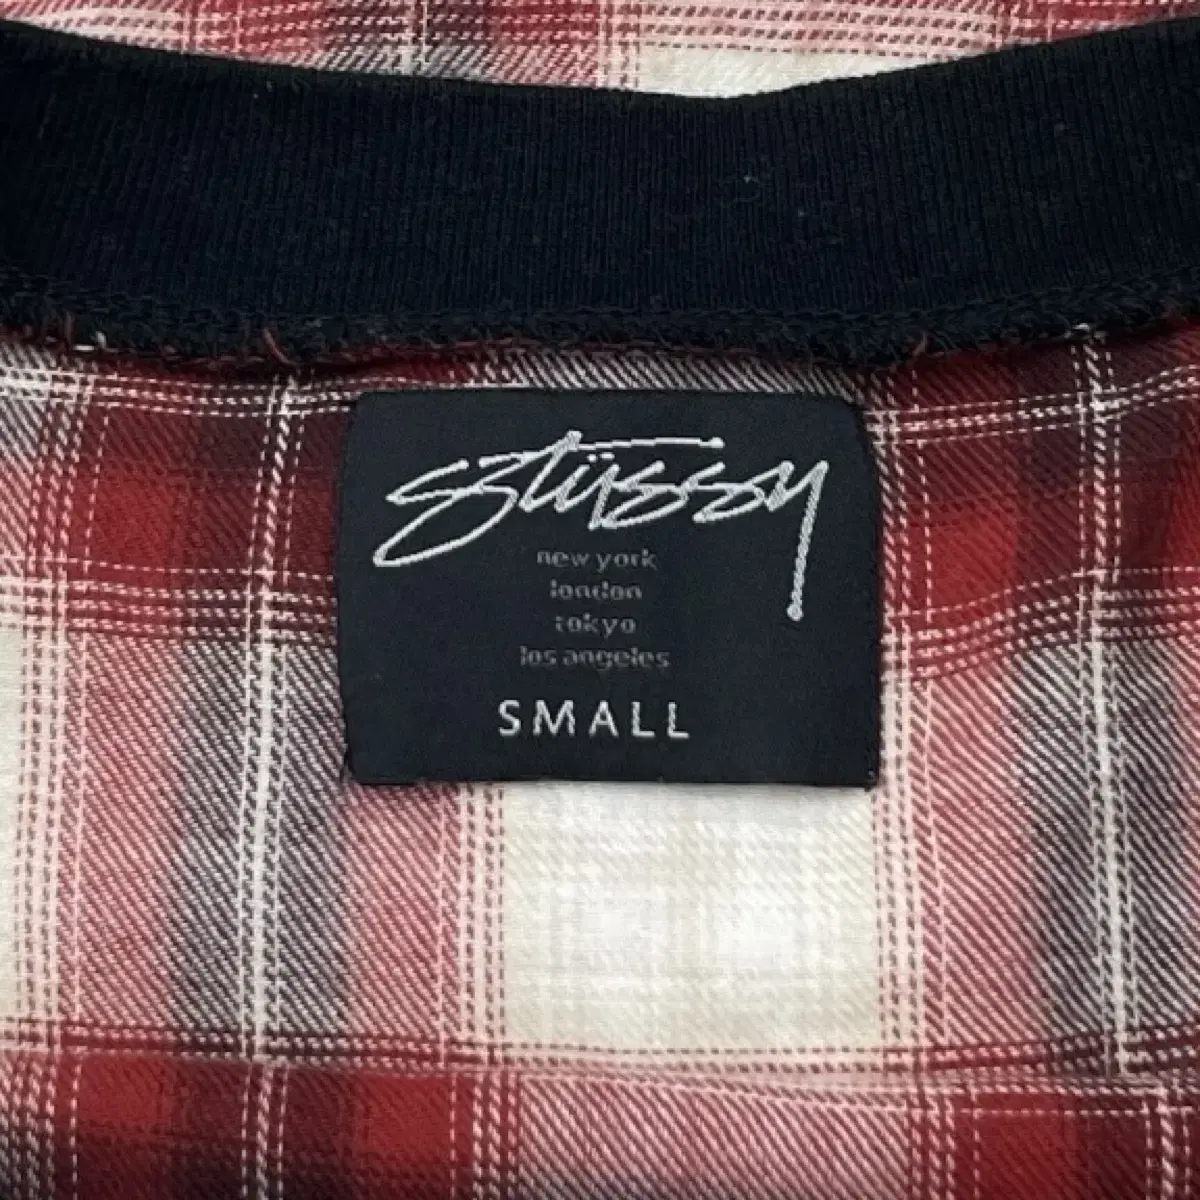 stüssy
new york
london
tokyo
los angeles
SMALL